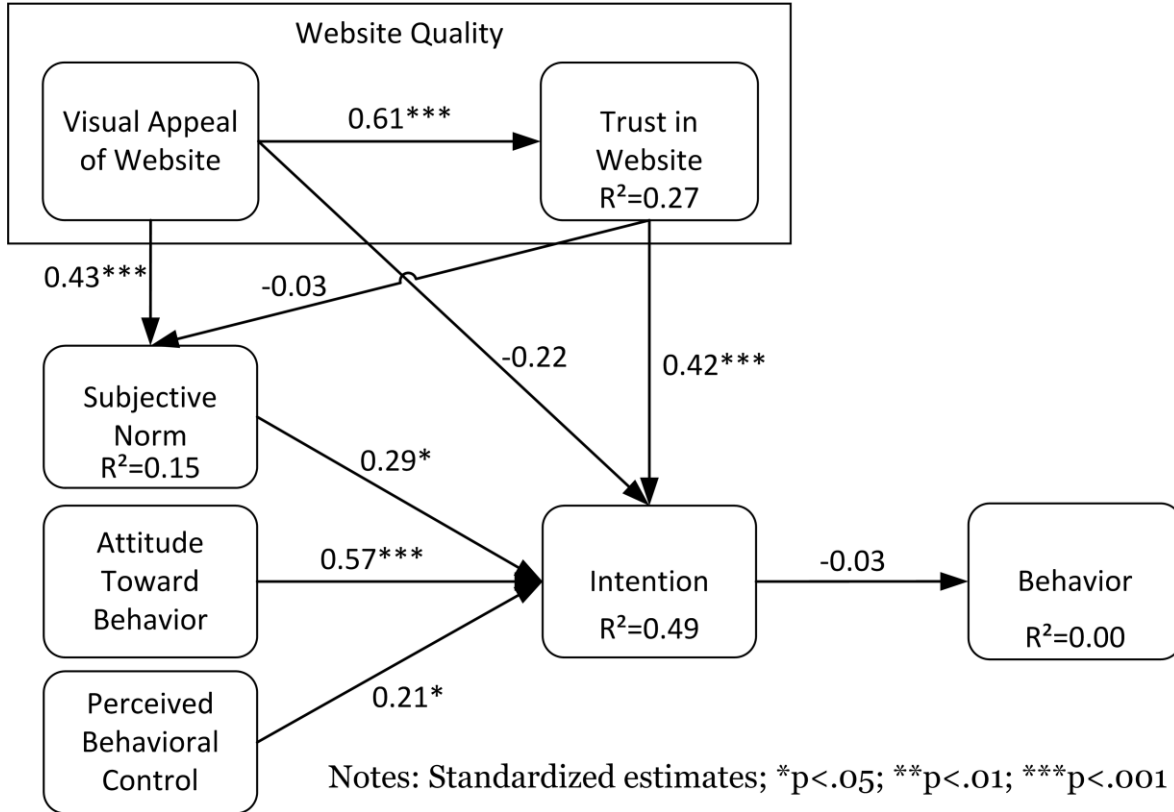 Website Quality
Visual Appeal
of Website
0.61***
Trust in
Website
R²=0.27
0.43***
-0.03
-0.22
0.42***
Subjective
Norm
R²=0.15
0.29*
Attitude
Toward
Behavior
0.57***
Intention
R²=0.49
-0.03
Behavior
R²=0.00
Perceived
Behavioral
Control
0.21*
Notes: Standardized estimates; *p<.05; **p<.01; ***p<.001